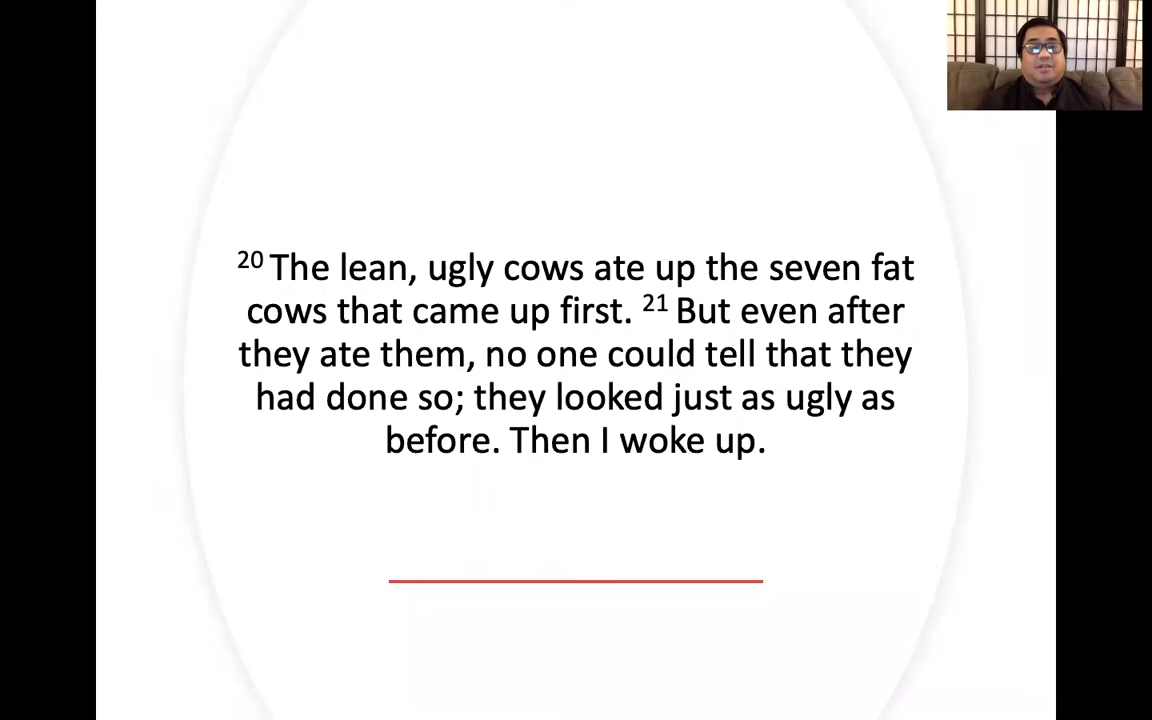 20 The lean, ugly cows ate up the seven fat
cows that came up first. 21 But even after
they ate them, no one could tell that they
had done so; they looked just as ugly as
before. Then I woke up.